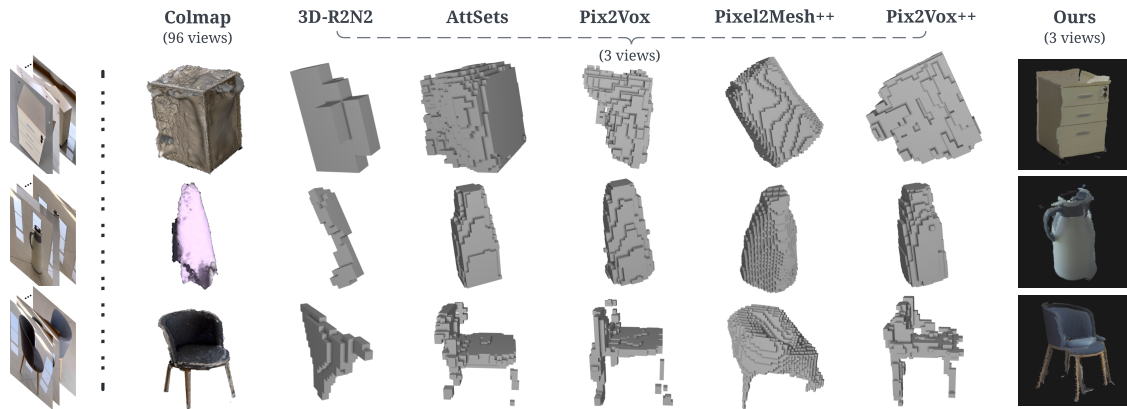 Colmap 3D-R2N2 AttSets Pix2Vox Pixel2Mesh++ Pix2Vox++ Ours
(96 views) (3 views)
(3 views)